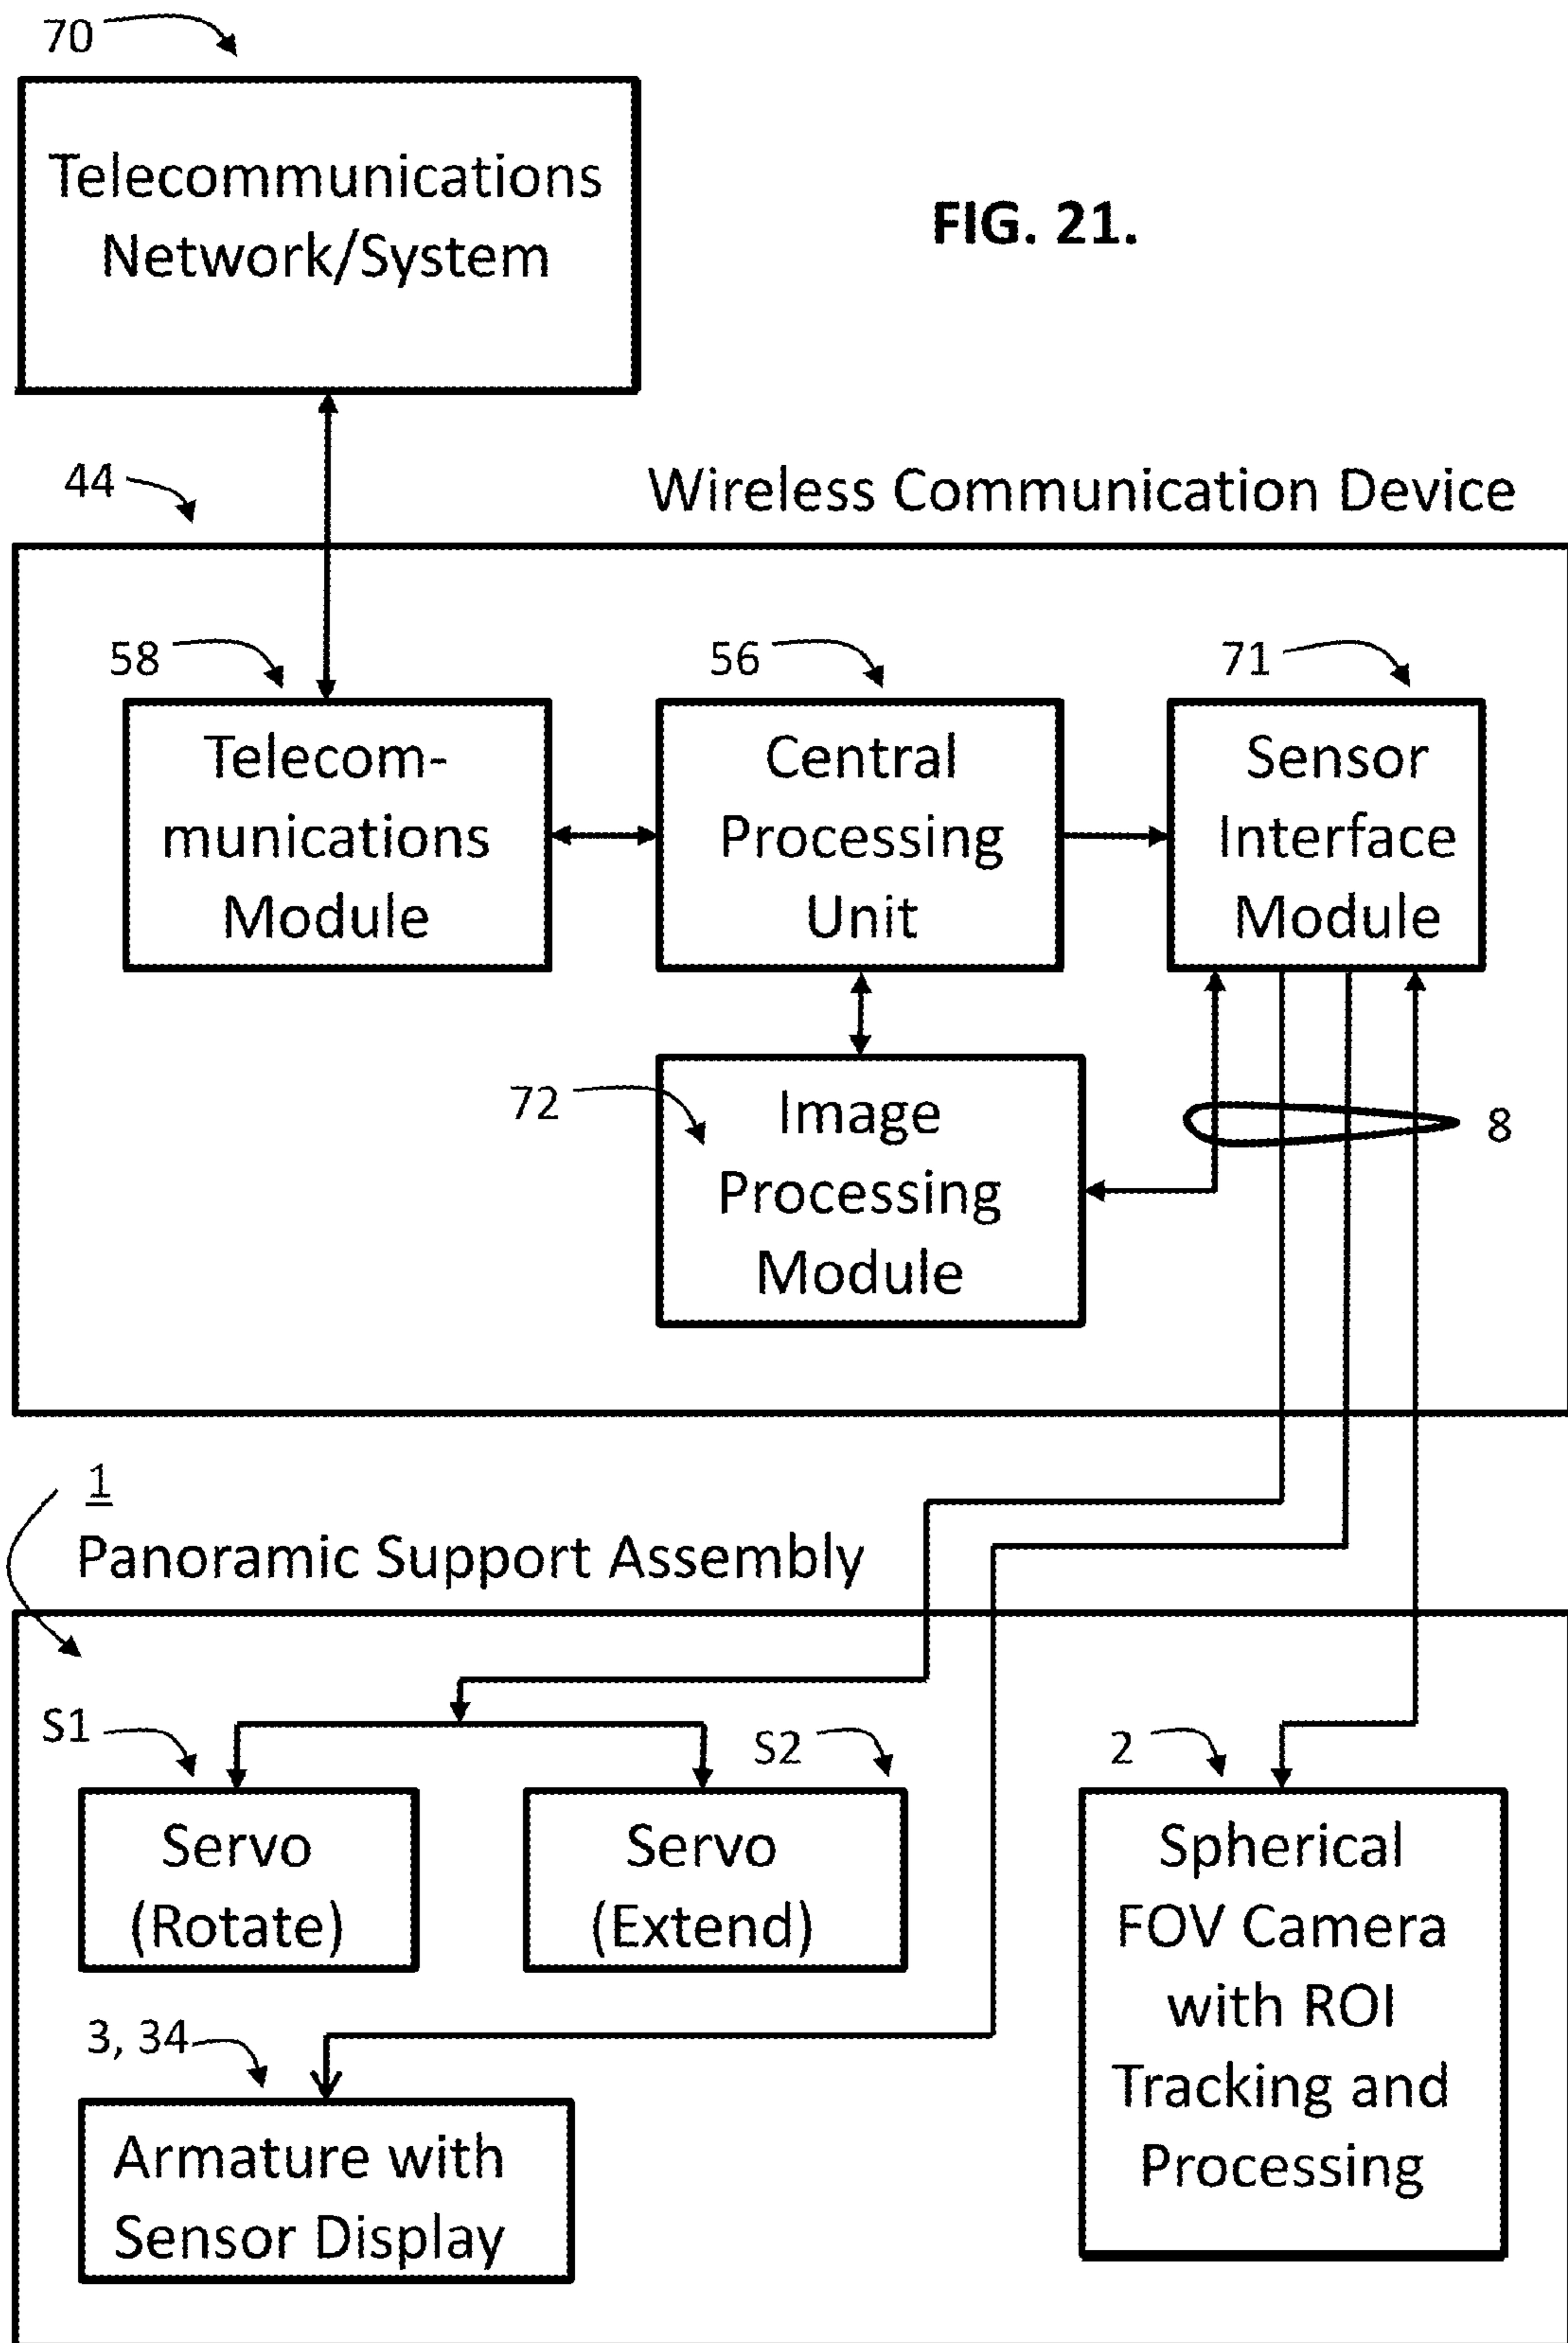 70
Telecommunications
Network/System
FIG. 21.
44
Wireless Communication Device
58
56
71
Telecom-
munications
Module
Central
Processing
Unit
Sensor
Interface
Module
72
Image
Processing
Module
8
1
Panoramic Support Assembly
S1
S2
2
Servo
(Rotate)
Servo
(Extend)
Spherical
FOV Camera
with ROI
Tracking and
Processing
3, 34
Armature with
Sensor Display